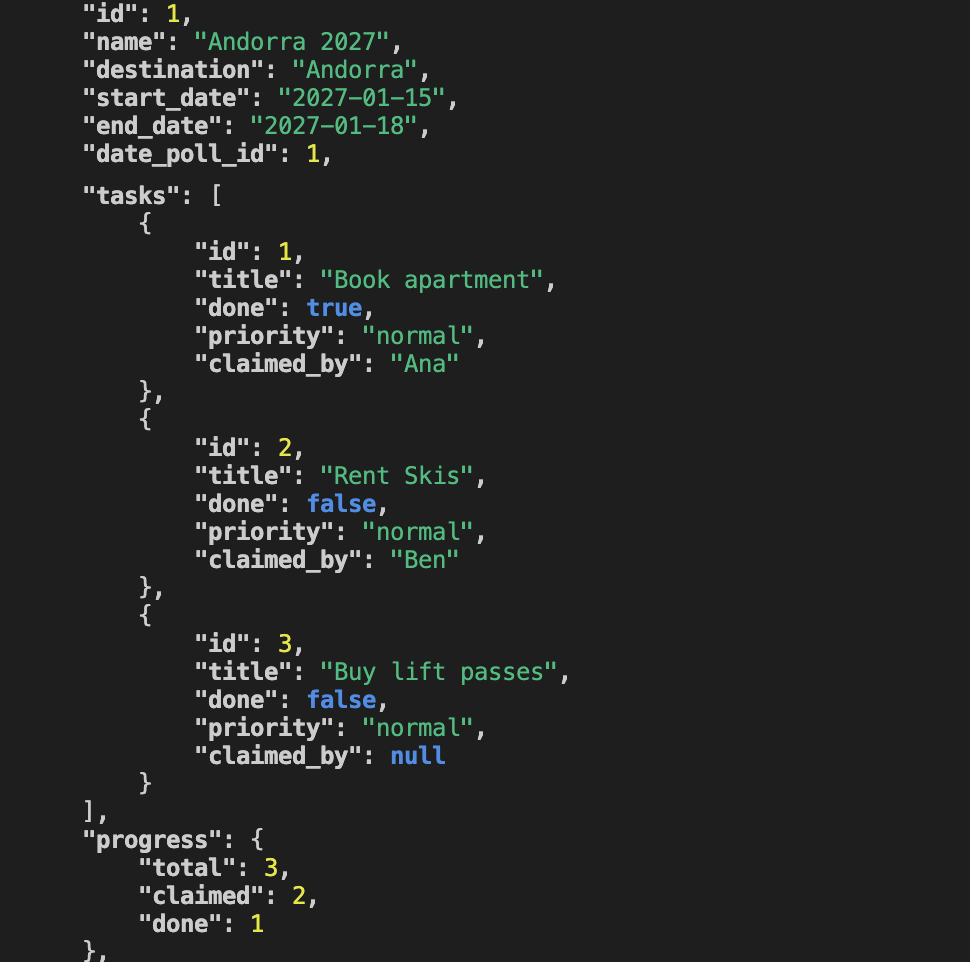 "id": 1,
"name": "Andorra 2027",
"destination": "Andorra",
"start_date": "2027-01-15",
"end_date": "2027-01-18",
"date_poll_id": 1,
"tasks": [
{
"id": 1,
"title": "Book apartment",
"done": true,
"priority": "normal",
"claimed_by": "Ana"
},
{
"id": 2,
"title": "Rent Skis",
"done": false,
"priority": "normal",
"claimed_by": "Ben"
},
{
"id": 3,
"title": "Buy lift passes",
"done": false,
"priority": "normal",
"claimed_by": null
}
],
"progress": {
"total": 3,
"claimed": 2,
"done": 1
},